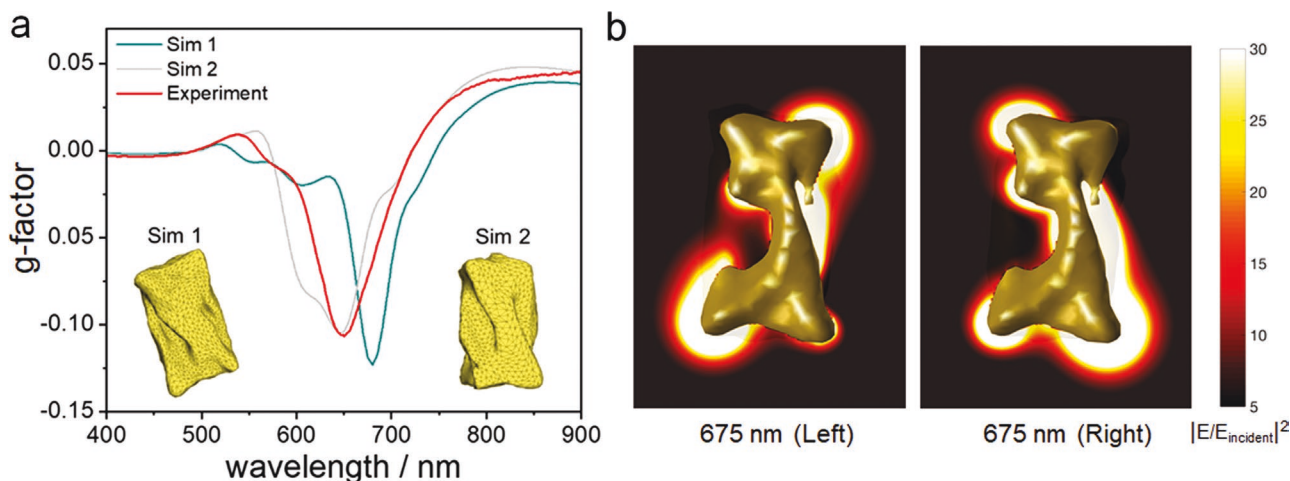 a
b
Sim 1
Sim 2
Experiment
0.05
0.00
0.05
-0.10
-0.15
g-factor
Sim 1
Sim 2
400
500
600
700
800
900
wavelength / nm
675 nm (Left)
675 nm (Right)
30
25
20
15
10
5
|E/Eincident|²